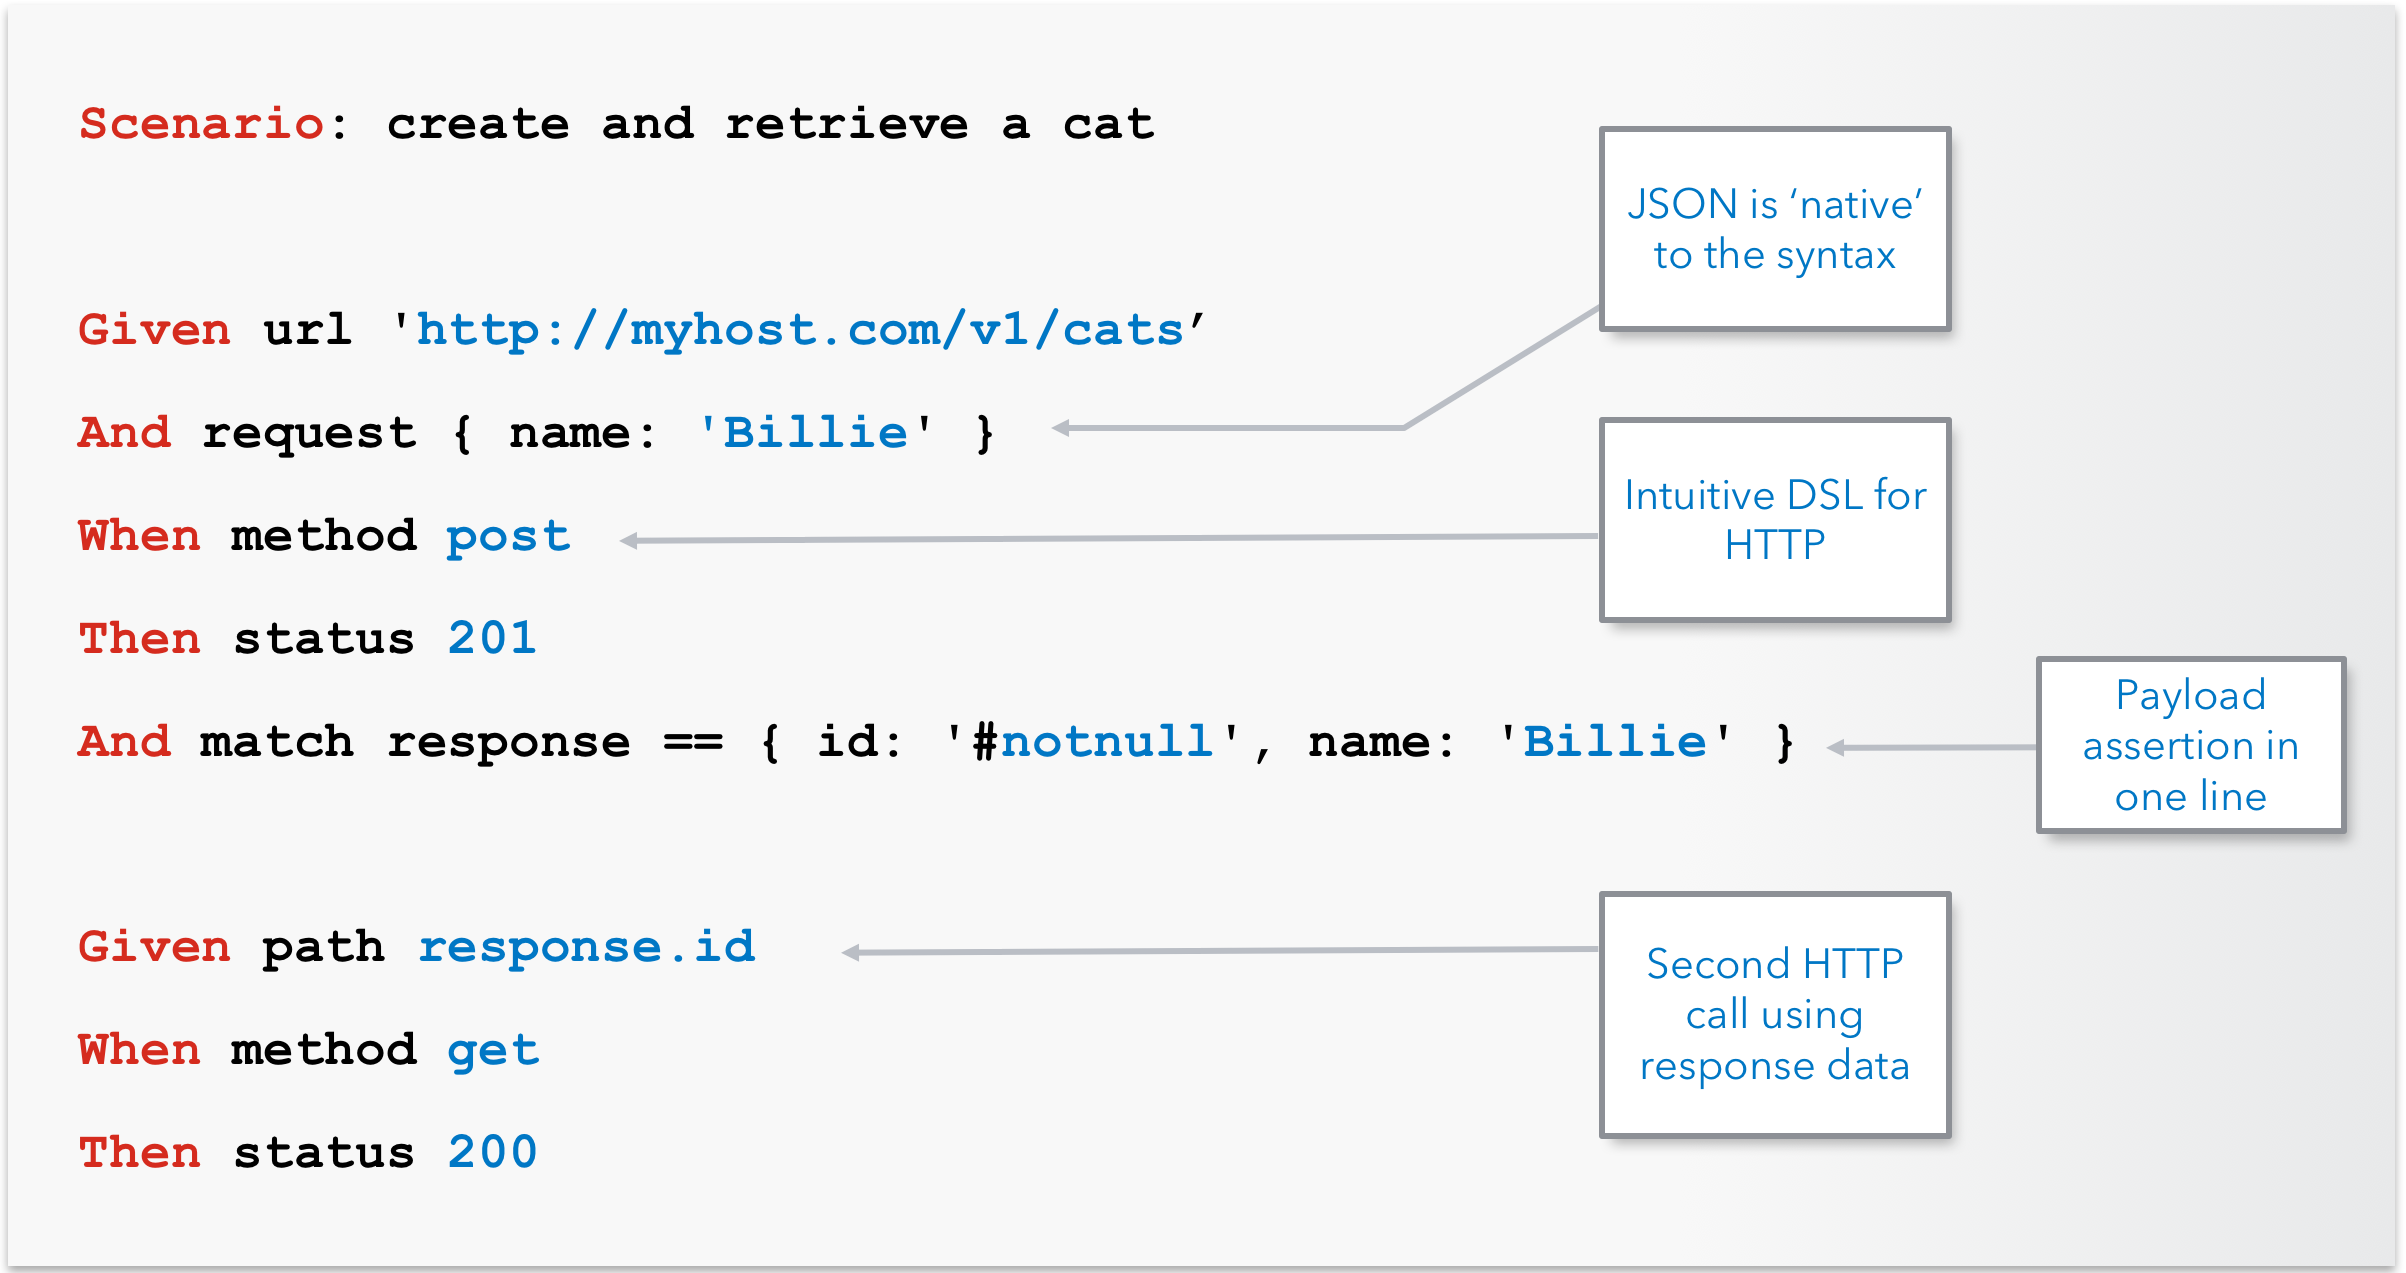 Scenario: create and retrieve a cat
Given url 'http://myhost.com/v1/cats’
And request { name: 'Billie' }
When method post
Then status 201
And match response == { id: '#notnull', name: 'Billie' }
Given path response.id
When method get
Then status 200
JSON is ‘native’
to the syntax
Intuitive DSL for
HTTP
Payload
assertion in
one line
Second HTTP
call using
response data